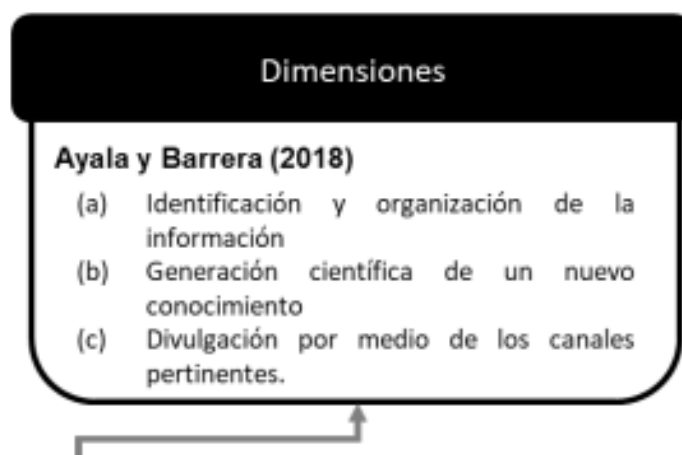 Dimensiones
Ayala y Barrera (2018)
(a) Identificación y organización de la
información
(b) Generación científica de un nuevo
conocimiento
(c) Divulgación por medio de los canales
pertinentes.